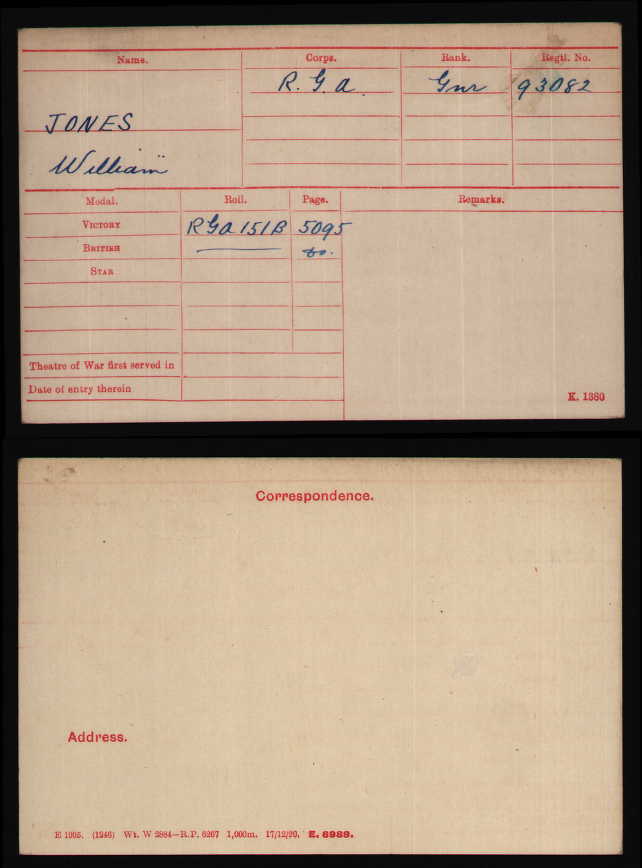 Name. Corps. Rank. Regtl. No.
R. G. A. Gnr 93082
JONES
William
Medal. Roll. Page. Remarks.
VICTORY RGA 151B 5095
BRITISH do.
STAR
Theatre of War first served in
Date of entry therein
K. 1380
Correspondence.
Address.
E 1905. (1246) Wt. W 2884—R.P. 6267 1,000m. 17/12/20. E. 6989.